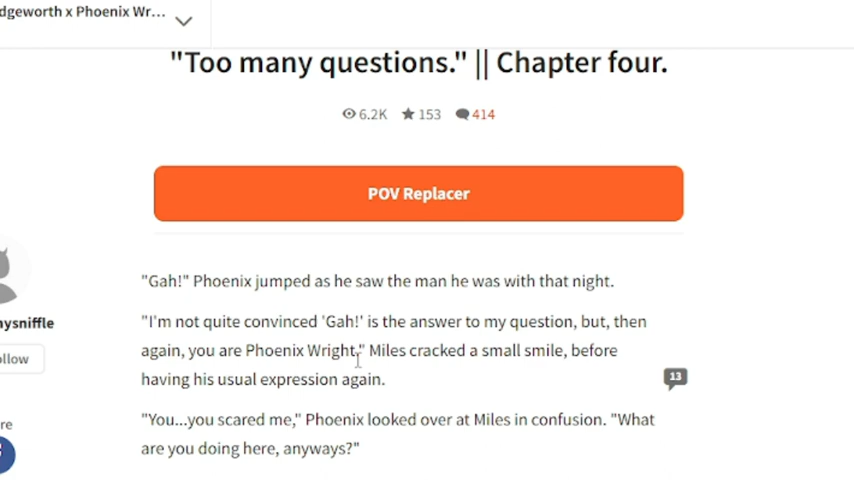 dgeworth x Phoenix Wr...
"Too many questions." || Chapter four.
6.2K 153 414
POV Replacer
"Gah!" Phoenix jumped as he saw the man he was with that night.
"I'm not quite convinced 'Gah!' is the answer to my question, but, then
again, you are Phoenix Wright," Miles cracked a small smile, before
having his usual expression again.
13
"You...you scared me," Phoenix looked over at Miles in confusion. "What
are you doing here, anyways?"
nysniffle
ollow
re